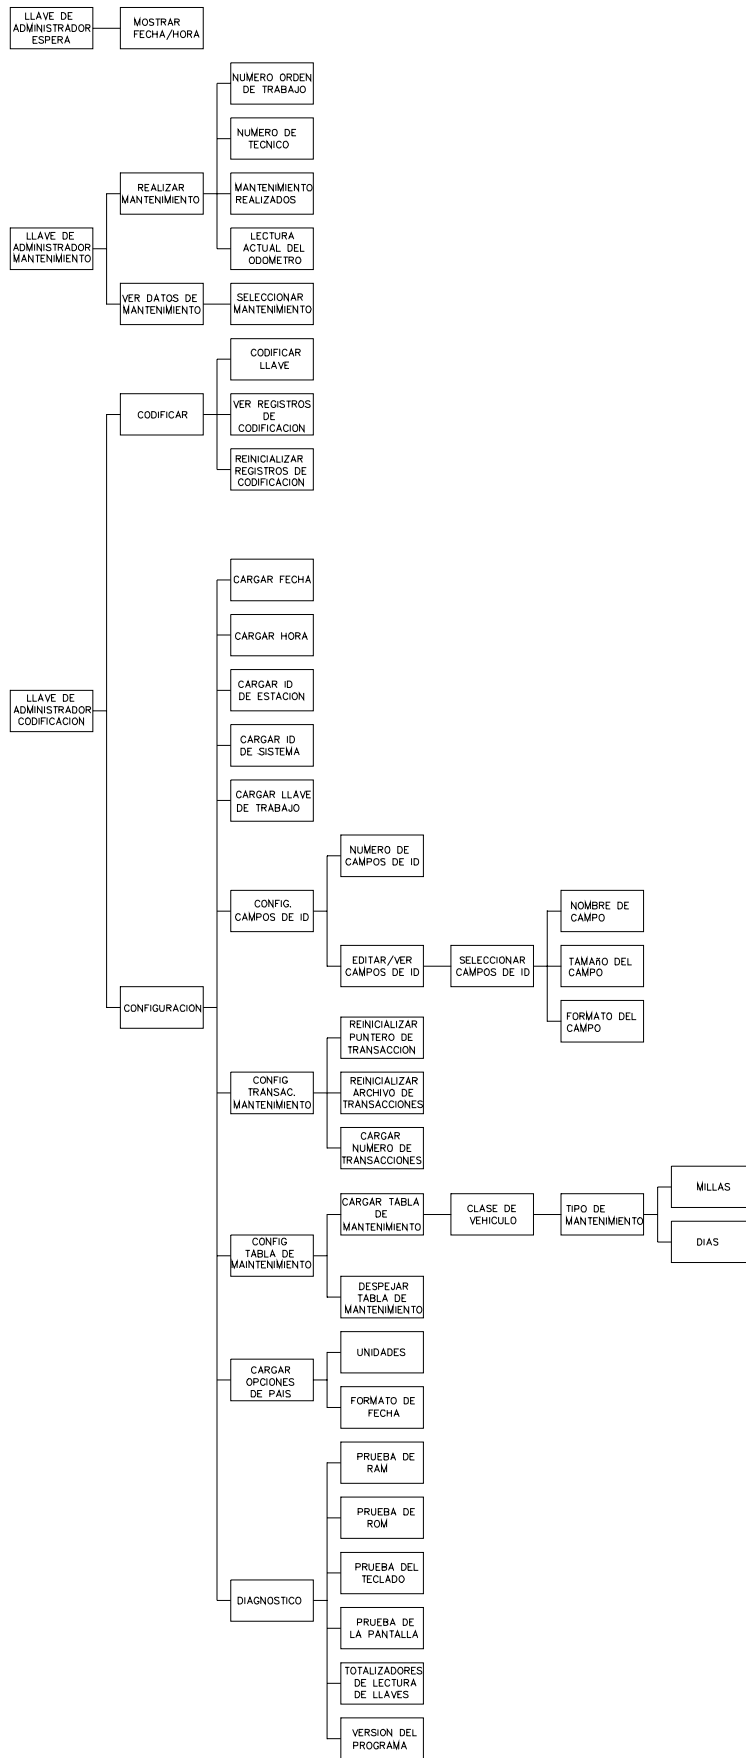 LLAVE DE
ADMINISTRADOR
ESPERA
MOSTRAR
FECHA/HORA
NUMERO ORDEN
DE TRABAJO
NUMERO DE
TECNICO
REALIZAR
MANTENIMIENTO
MANTENIMIENTO
REALIZADOS
LLAVE DE
ADMINISTRADOR
MANTENIMIENTO
LECTURA
ACTUAL DEL
ODOMETRO
VER DATOS DE
MANTENIMIENTO
SELECCIONAR
MANTENIMIENTO
CODIFICAR
LLAVE
CODIFICAR
VER REGISTROS
DE
CODIFICACION
REINICIALIZAR
REGISTROS DE
CODIFICACION
CARGAR FECHA
CARGAR HORA
LLAVE DE
ADMINISTRADOR
CODIFICACION
CARGAR ID
DE ESTACION
CARGAR ID
DE SISTEMA
CARGAR LLAVE
DE TRABAJO
NUMERO DE
CAMPOS DE ID
CONFIG.
CAMPOS DE ID
NOMBRE DE
CAMPO
EDITAR/VER
CAMPOS DE ID
SELECCIONAR
CAMPOS DE ID
TAMAñO DEL
CAMPO
CONFIGURACION
FORMATO DEL
CAMPO
REINICIALIZAR
PUNTERO DE
TRANSACCION
CONFIG
TRANSAC.
MANTENIMIENTO
REINICIALIZAR
ARCHIVO DE
TRANSACCIONES
CARGAR
NUMERO DE
TRANSACCIONES
MILLAS
CARGAR TABLA
DE
MANTENIMIENTO
CLASE DE
VEHICULO
TIPO DE
MANTENIMIENTO
DIAS
CONFIG
TABLA DE
MAINTENIMIENTO
DESPEJAR
TABLA DE
MANTENIMIENTO
UNIDADES
CARGAR
OPCIONES
DE PAIS
FORMATO DE
FECHA
PRUEBA DE
RAM
PRUEBA DE
ROM
PRUEBA DEL
TECLADO
DIAGNOSTICO
PRUEBA DE
LA PANTALLA
TOTALIZADORES
DE LECTURA
DE LLAVES
VERSION DEL
PROGRAMA